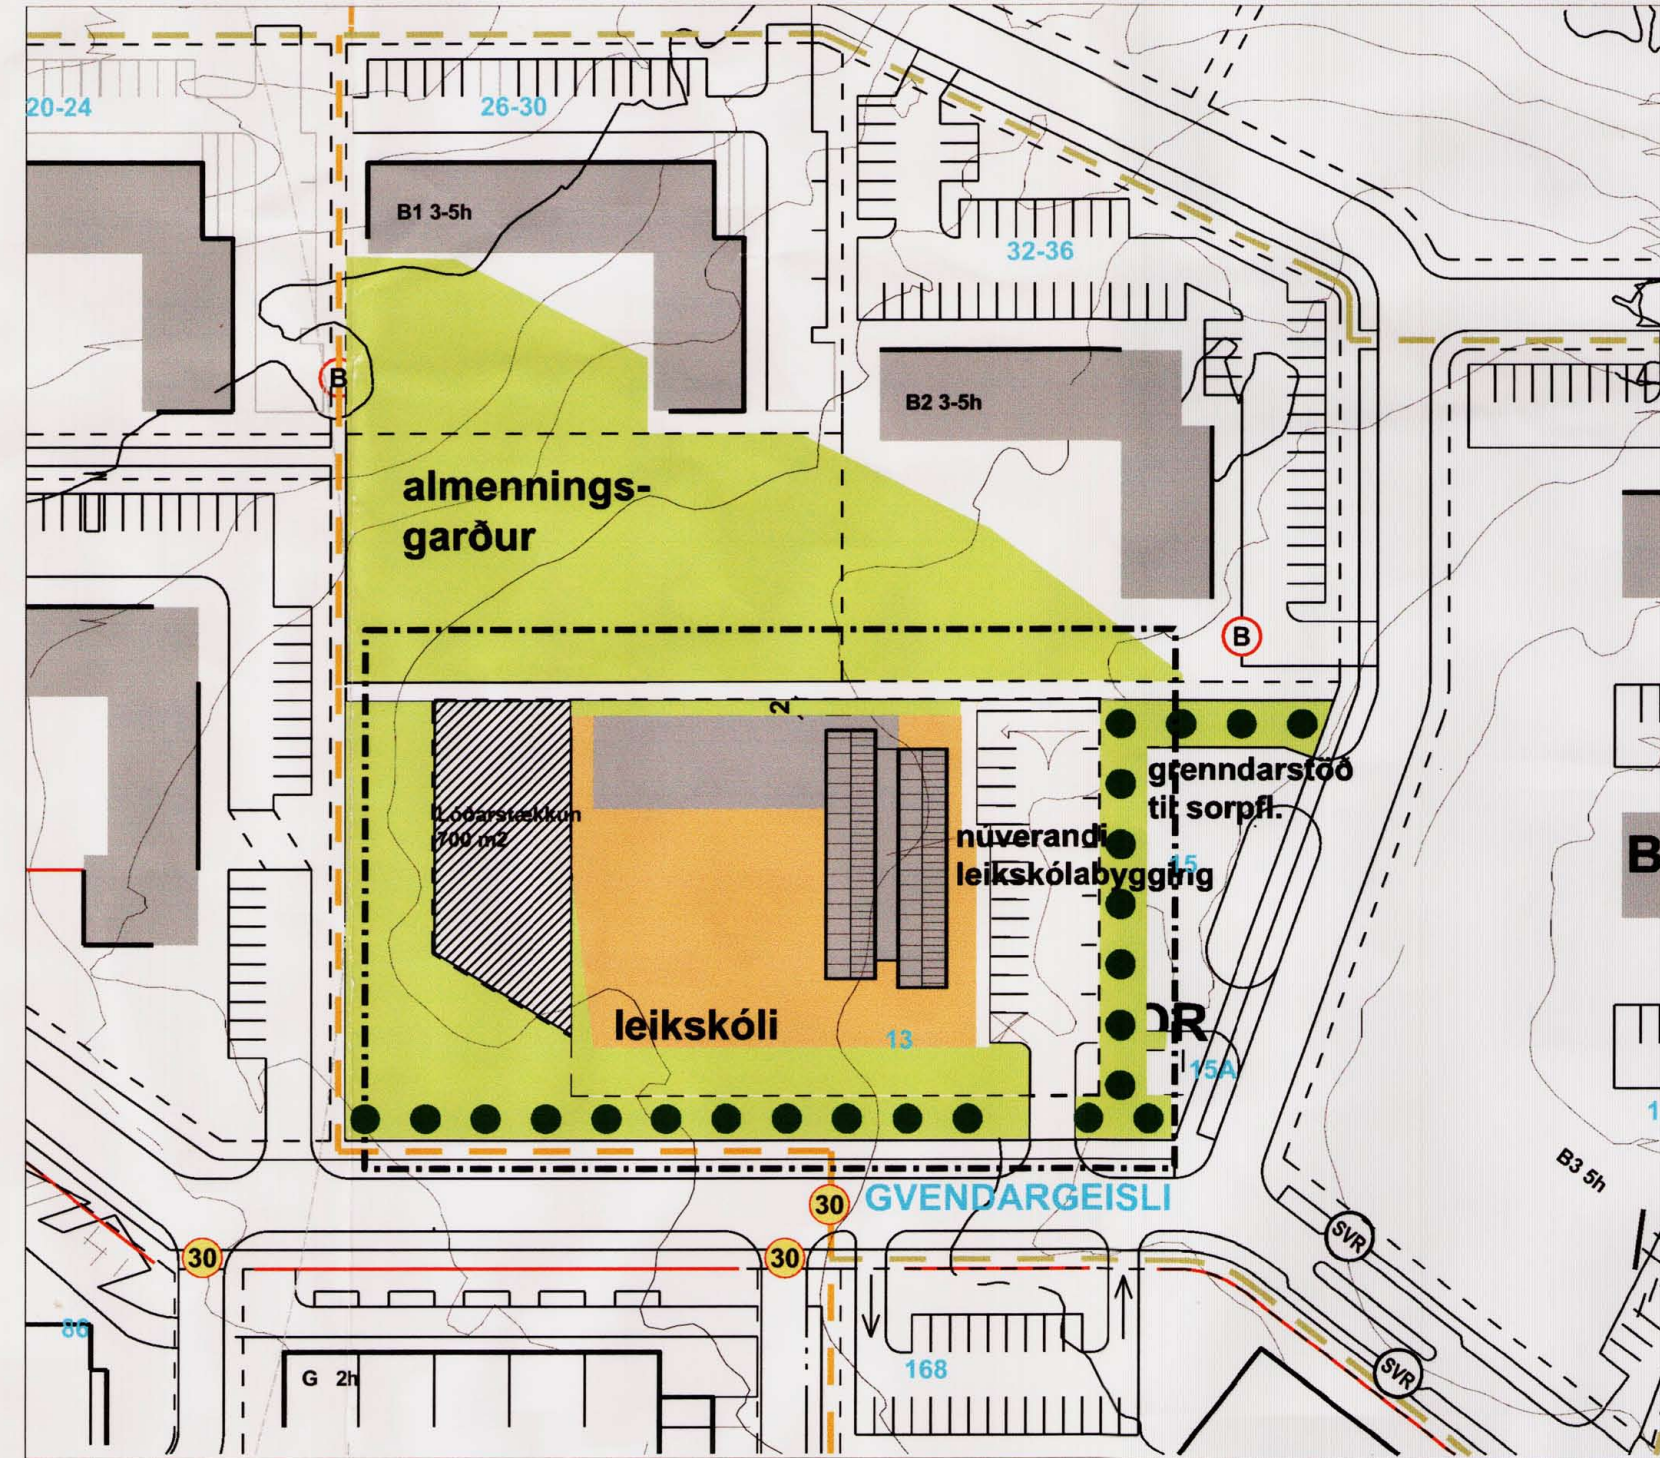 20-24
26-30
B1 3-5h
32-36
B
B2 3-5h
almennings-
garður
B
2
grenndarstöð
til sorpfl.
Lóðarstækkun
700 m2
núverandi
leikskólabygging
15
B
leikskóli
13
OR
15A
1
B3 5h
GVENDARGEISLI
30
30
30
SVR
SVR
86
168
G 2h